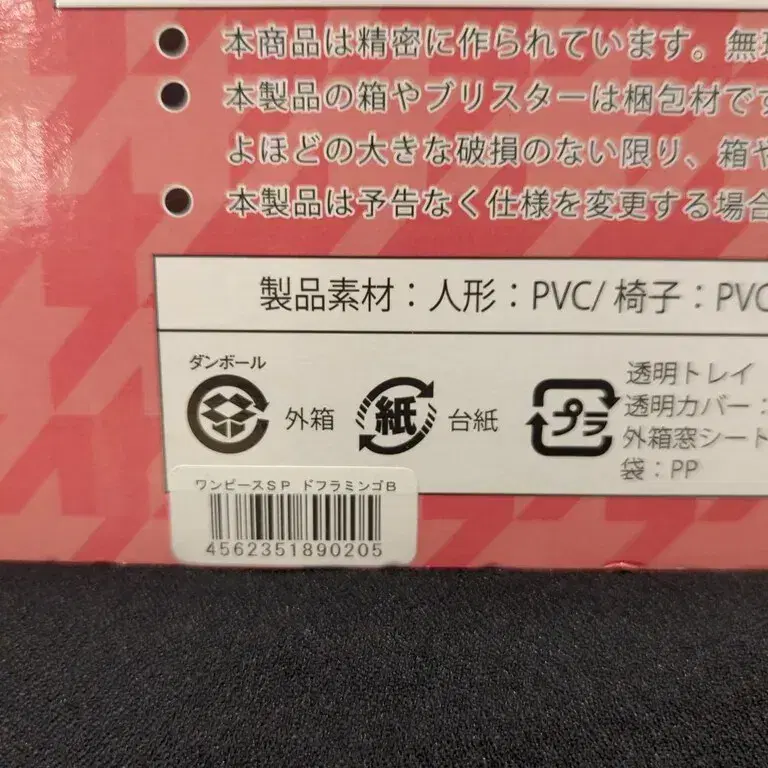 ● 本商品は精密に作られています。無理
● 本製品の箱やブリスターは梱包材です
よほどの大きな破損のない限り、箱や
● 本製品は予告なく仕様を変更する場合
製品素材：人形：PVC/ 椅子：PVC
ダンボール
外箱
紙
台紙
プラ
透明トレイ
透明カバー：
外箱窓シート
袋：PP
ワンピースSP ドフラミンゴB
4562351890205